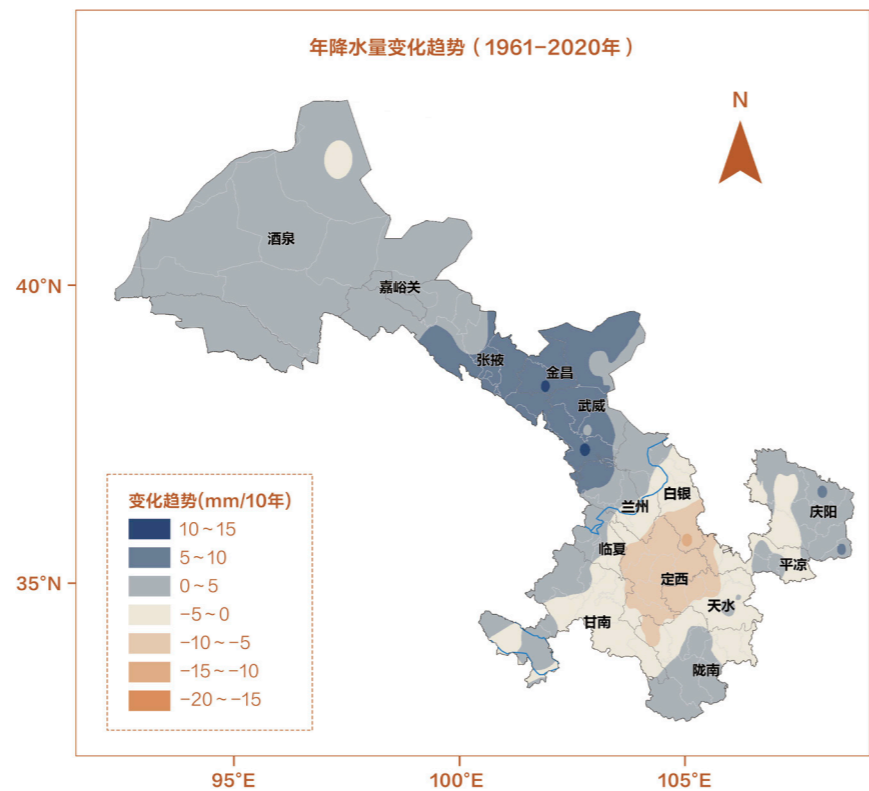 年降水量变化趋势（1961-2020年）
N
酒泉
40°N
嘉峪关
张掖
金昌
武威
白银
兰州
庆阳
临夏
平凉
35°N
定西
天水
甘南
陇南
变化趋势(mm/10年)
10～15
5～10
0～5
-5～0
-10～-5
-15～-10
-20～-15
95°E
100°E
105°E